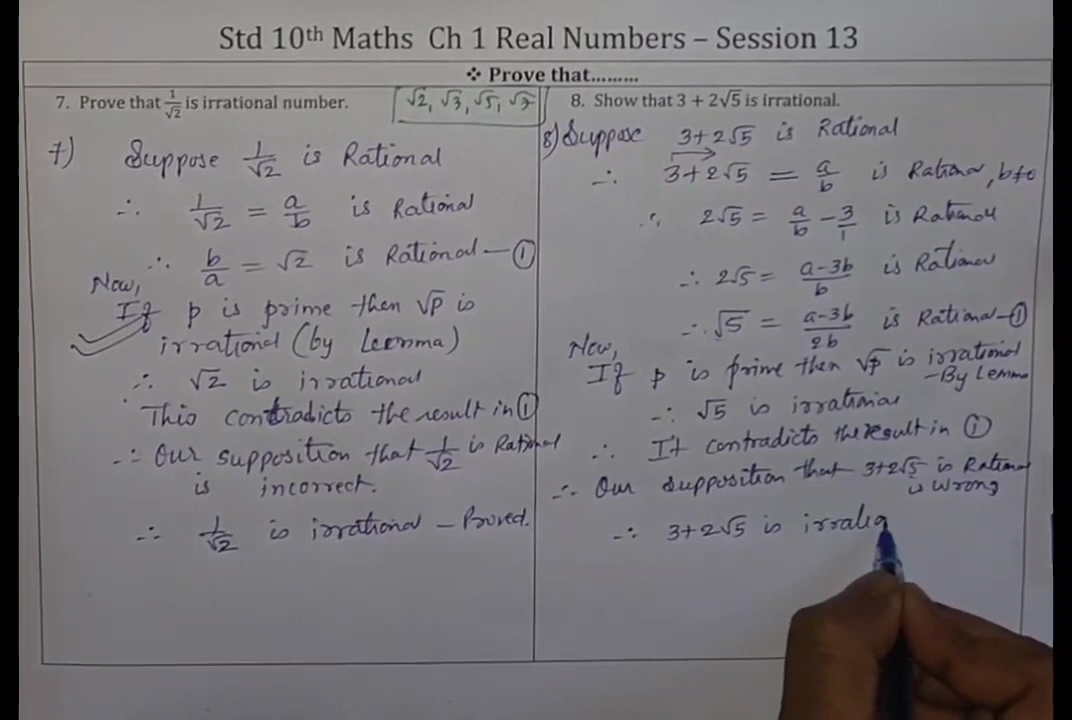 Std 10th Maths Ch 1 Real Numbers – Session 13
❖ Prove that.........
7. Prove that 1/√2 is irrational number.
√2, √3, √5, √7
7) Suppose 1/√2 is Rational
∴ 1/√2 = a/b is Rational
∴ b/a = √2 is Rational — ①
Now,
If p is prime then √p is
irrational (by Lemma)
∴ √2 is irrational
This contradicts the result in ①
∴ Our supposition that 1/√2 is Rational
is incorrect.
∴ 1/√2 is irrational – Proved.
8. Show that 3 + 2√5 is irrational.
8) Suppose 3+2√5 is Rational
∴ 3+2√5 = a/b is Rational, b≠0
∴ 2√5 = a/b – 3/1 is Rational
∴ 2√5 = a-3b/b is Rational
∴ √5 = a-3b/2b is Rational – ①
Now,
If p is prime then √p is irrational
– By Lemma
∴ √5 is irrational
∴ It contradicts the result in ①
∴ Our supposition that 3+2√5 is Rational
is wrong
∴ 3+2√5 is irratio